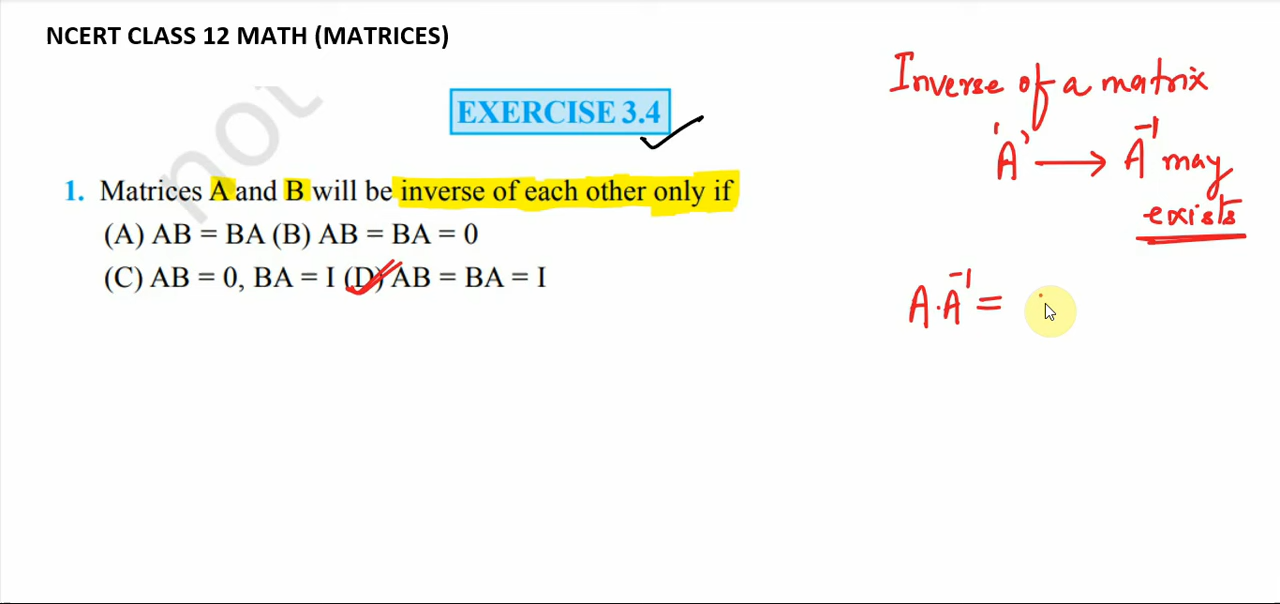 NCERT CLASS 12 MATH (MATRICES)
not
EXERCISE 3.4
1. Matrices A and B will be inverse of each other only if
(A) AB = BA (B) AB = BA = 0
(C) AB = 0, BA = I (D) AB = BA = I
Inverse of a matrix
'A' → A⁻¹ may
exists
A·A⁻¹ =